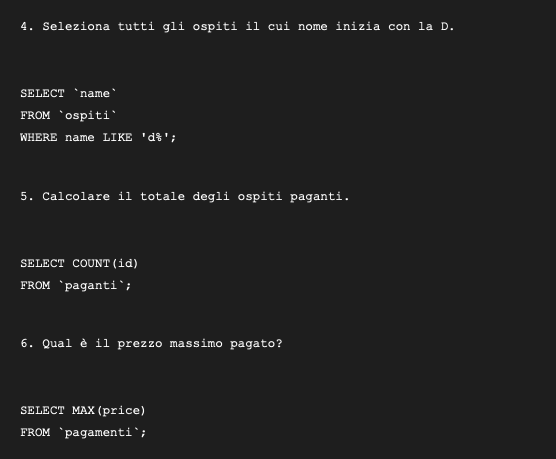 4. Seleziona tutti gli ospiti il cui nome inizia con la D.
SELECT `name`
FROM `ospiti`
WHERE name LIKE 'd%';
5. Calcolare il totale degli ospiti paganti.
SELECT COUNT(id)
FROM `paganti`;
6. Qual è il prezzo massimo pagato?
SELECT MAX(price)
FROM `pagamenti`;